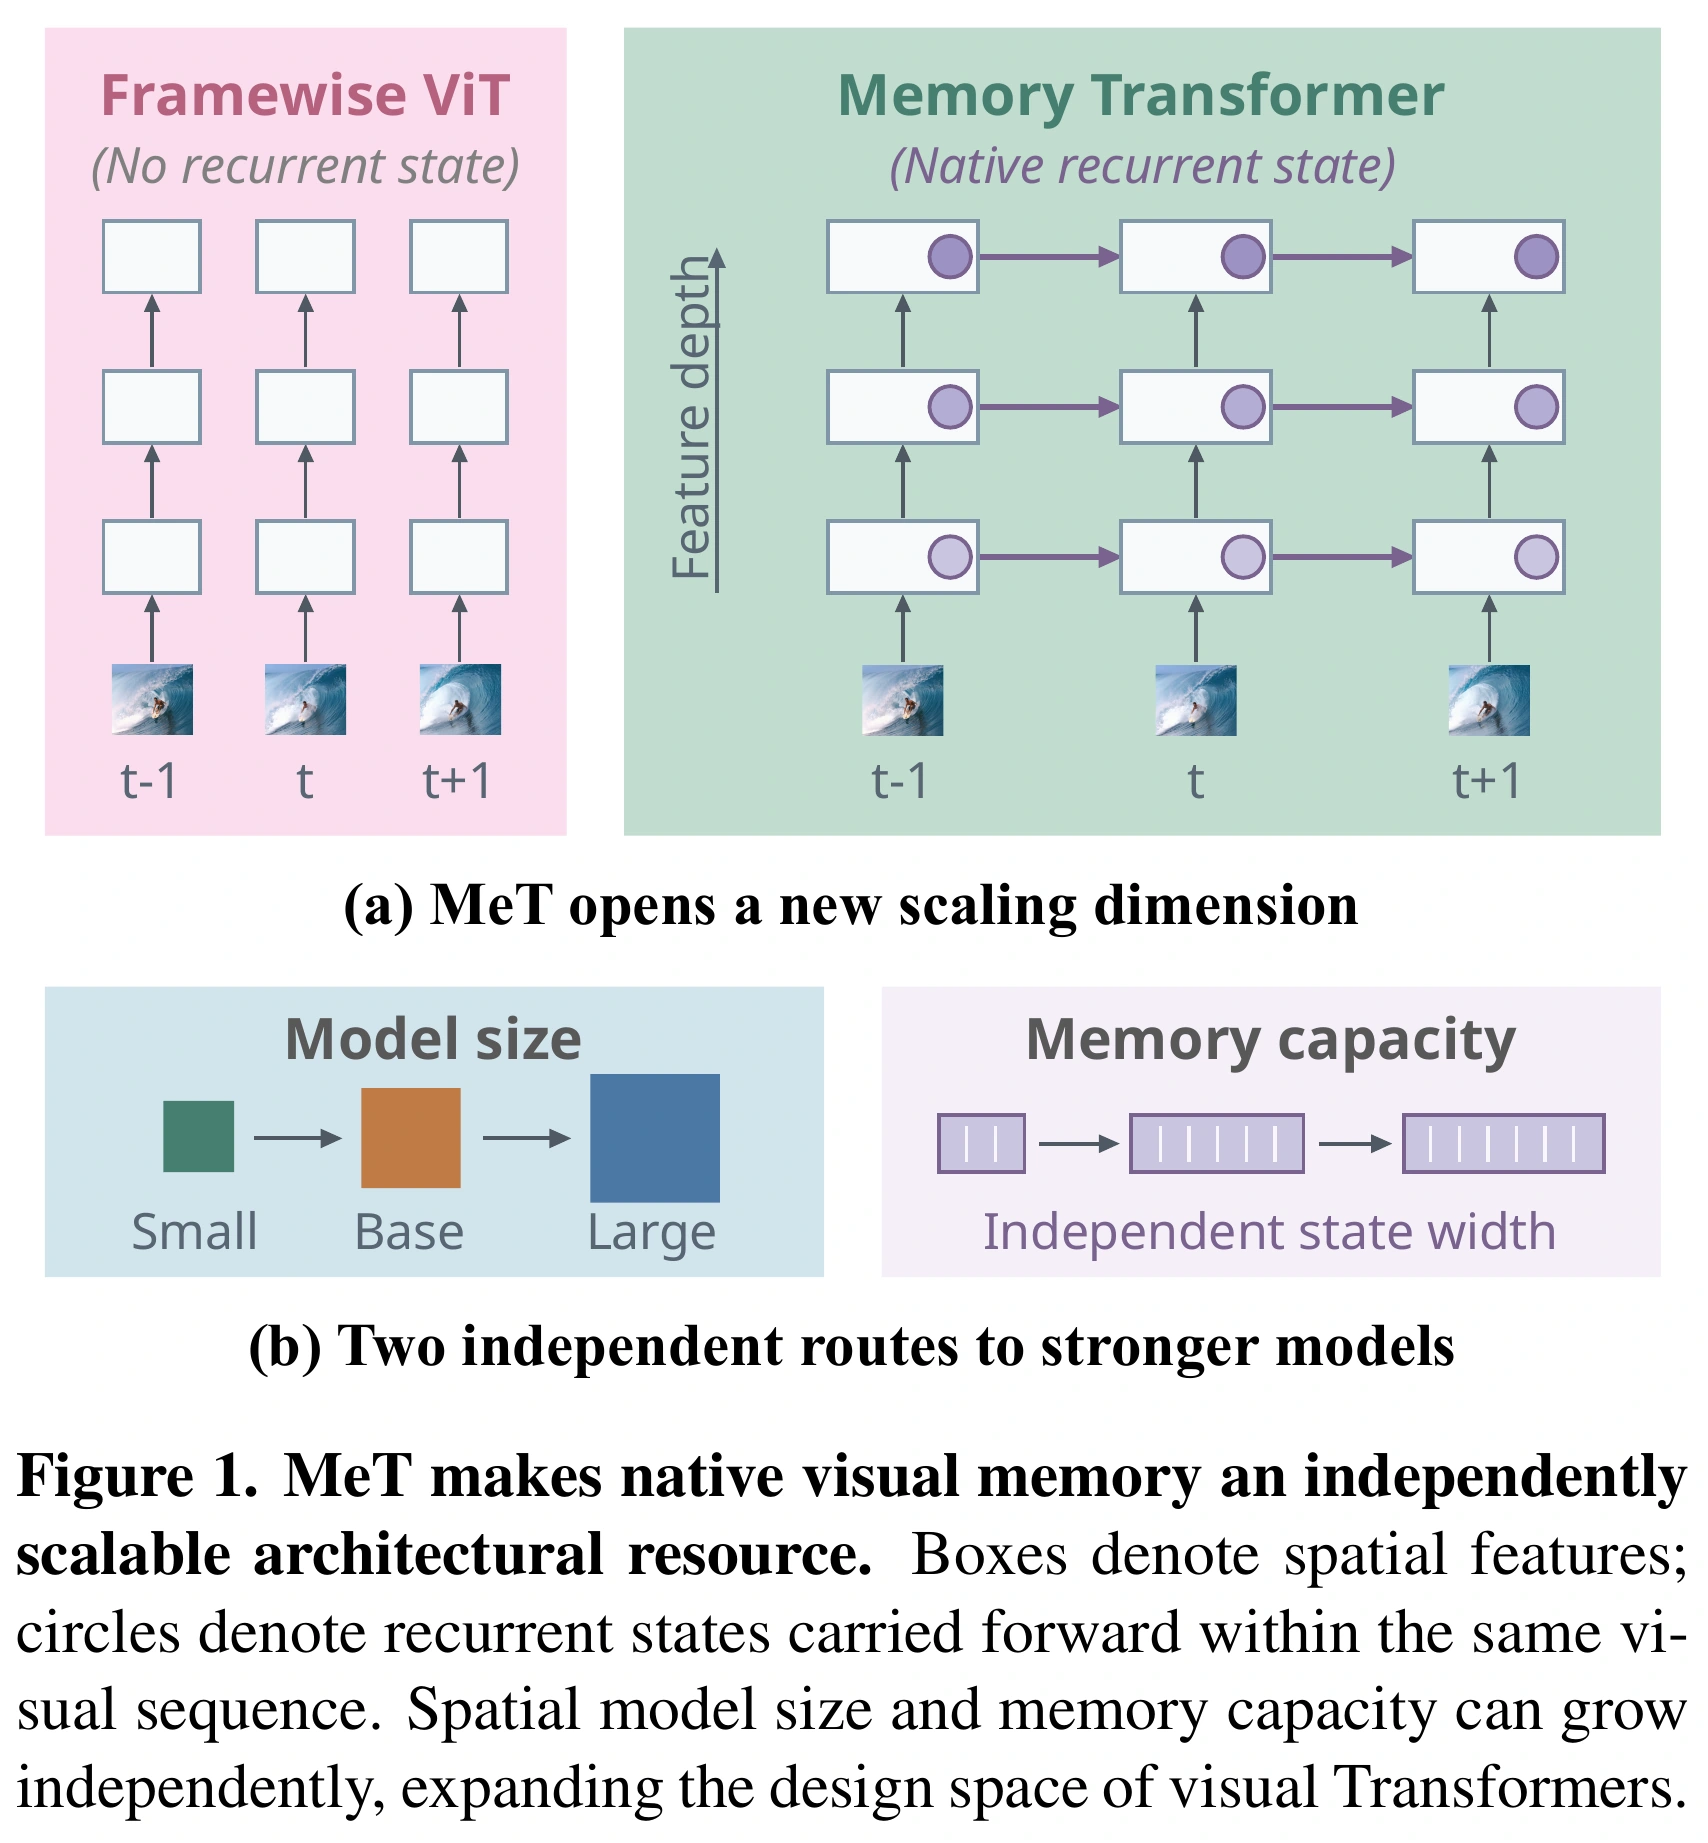 Framewise ViT
(No recurrent state)
t-1
t
t+1
Memory Transformer
(Native recurrent state)
Feature depth
t-1
t
t+1
(a) MeT opens a new scaling dimension
Model size
Small
Base
Large
Memory capacity
Independent state width
(b) Two independent routes to stronger models
Figure 1. MeT makes native visual memory an independently
scalable architectural resource. Boxes denote spatial features;
circles denote recurrent states carried forward within the same vi-
sual sequence. Spatial model size and memory capacity can grow
independently, expanding the design space of visual Transformers.